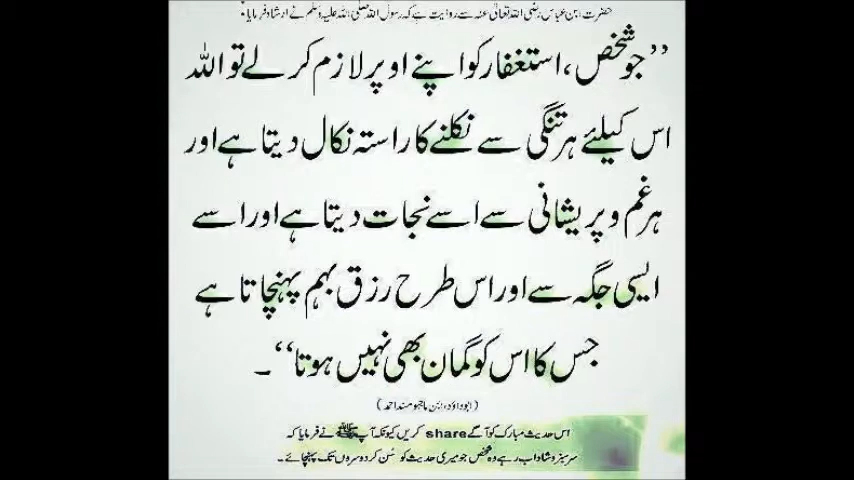 حضرت ابن عباس رضی اللہ تعالیٰ عنہ سے روایت ہے کہ رسول اللہ صلی اللہ علیہ وسلم نے ارشاد فرمایا:
”جو شخص، استغفار کو اپنے اوپر لازم کر لے تو اللہ
اس کیلئے ہر تنگی سے نکلنے کا راستہ نکال دیتا ہے اور
ہر غم و پریشانی سے اسے نجات دیتا ہے اور اسے
ایسی جگہ سے اور اس طرح رزق بہم پہنچاتا ہے
جس کا اس کو گمان بھی نہیں ہوتا“۔
(ابوداؤد، ابن ماجہ و مسند احمد)
اس حدیث مبارک کو آگے share کریں کیونکہ آپ ﷺ نے فرمایا کہ
سرسبز و شاداب رہے وہ شخص جو میری حدیث کو سُن کر دوسروں تک پہنچائے۔